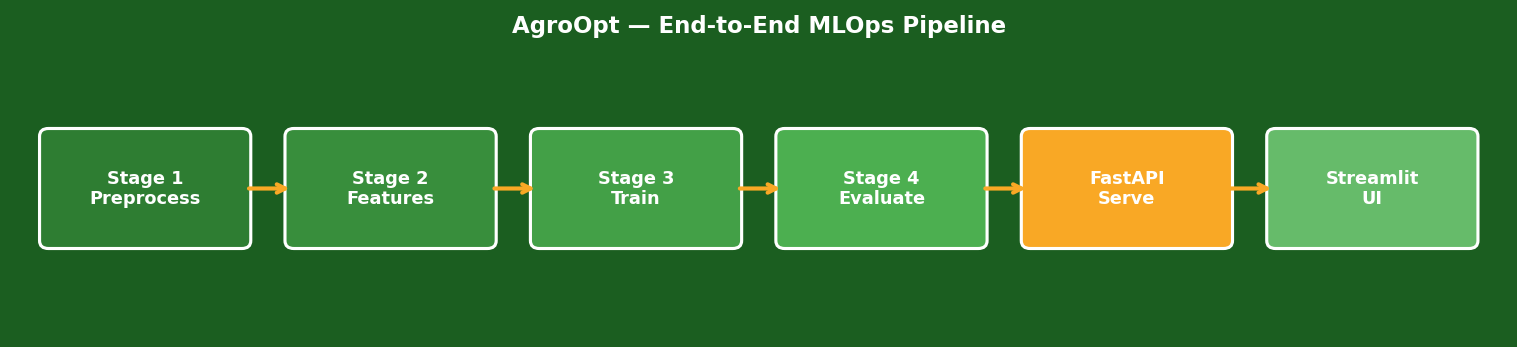 AgroOpt — End-to-End MLOps Pipeline
Stage 1
Preprocess
Stage 2
Features
Stage 3
Train
Stage 4
Evaluate
FastAPI
Serve
Streamlit
UI